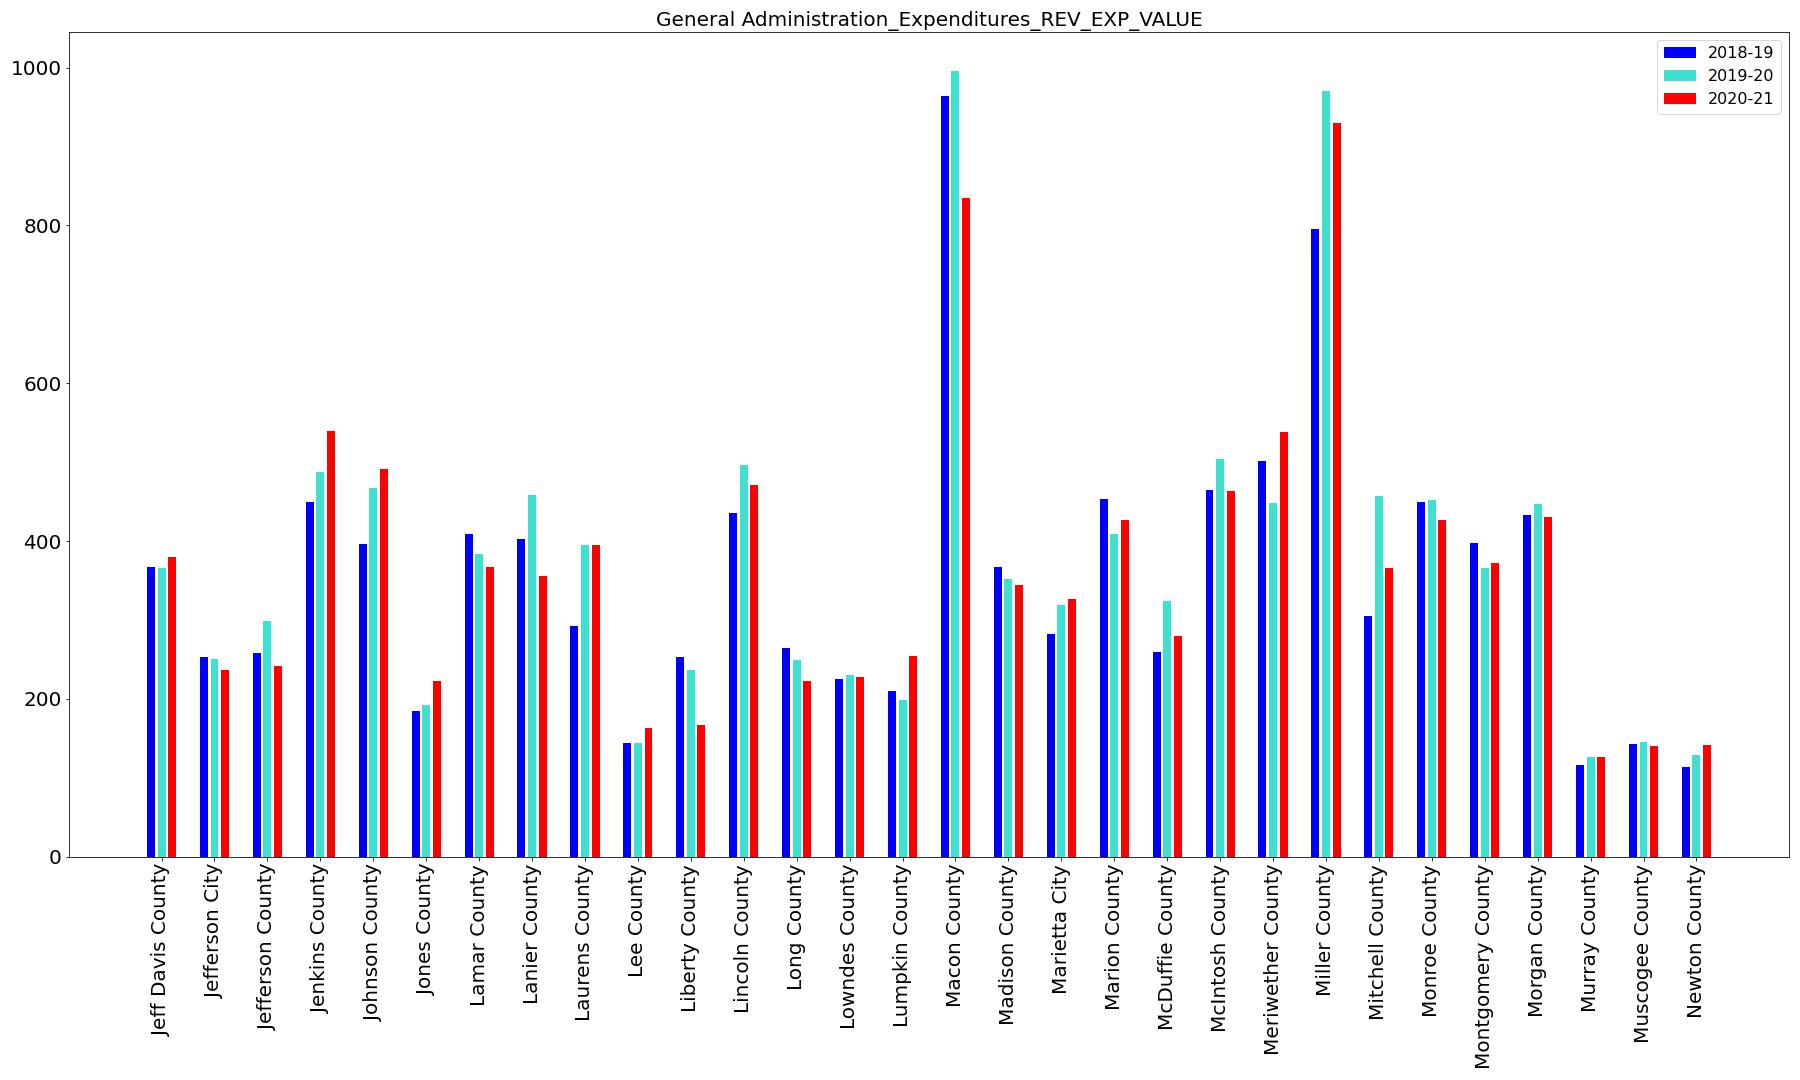 General Administration_Expenditures_REV_EXP_VALUE
2018-19
2019-20
2020-21
1000
800
600
400
200
0
Jeff Davis County
Jefferson City
Jefferson County
Jenkins County
Johnson County
Jones County
Lamar County
Lanier County
Laurens County
Lee County
Liberty County
Lincoln County
Long County
Lowndes County
Lumpkin County
Macon County
Madison County
Marietta City
Marion County
McDuffie County
McIntosh County
Meriwether County
Miller County
Mitchell County
Monroe County
Montgomery County
Morgan County
Murray County
Muscogee County
Newton County